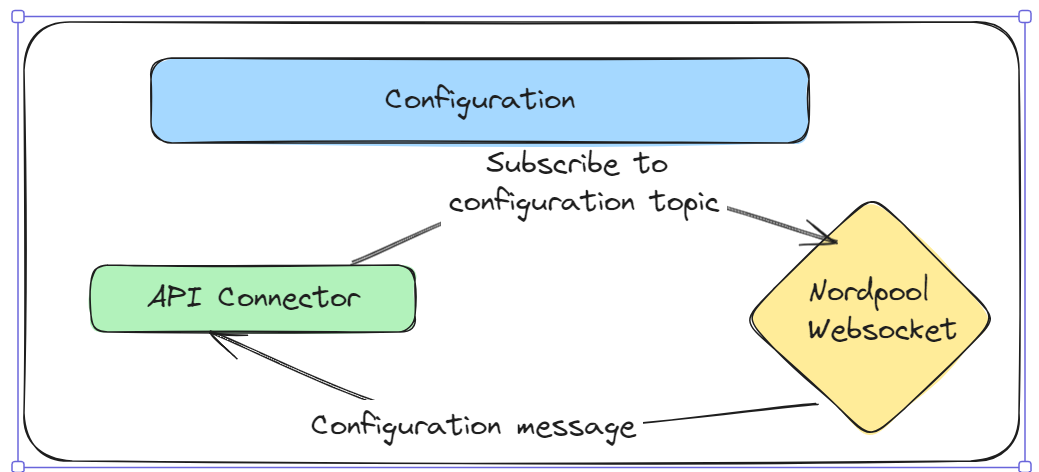 Configuration
Subscribe to
configuration topic
API Connector
Nordpool
Websocket
Configuration message